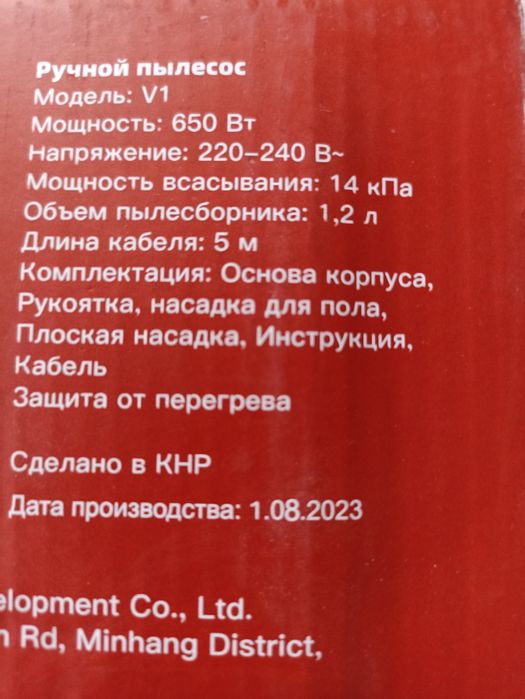 Ручной пылесос
Модель: V1
Мощность: 650 Вт
Напряжение: 220–240 В~
Мощность всасывания: 14 кПа
Объем пылесборника: 1,2 л
Длина кабеля: 5 м
Комплектация: Основа корпуса,
Рукоятка, насадка для пола,
Плоская насадка, Инструкция,
Кабель
Защита от перегрева
Сделано в КНР
Дата производства: 1.08.2023
elopment Co., Ltd.
n Rd, Minhang District,